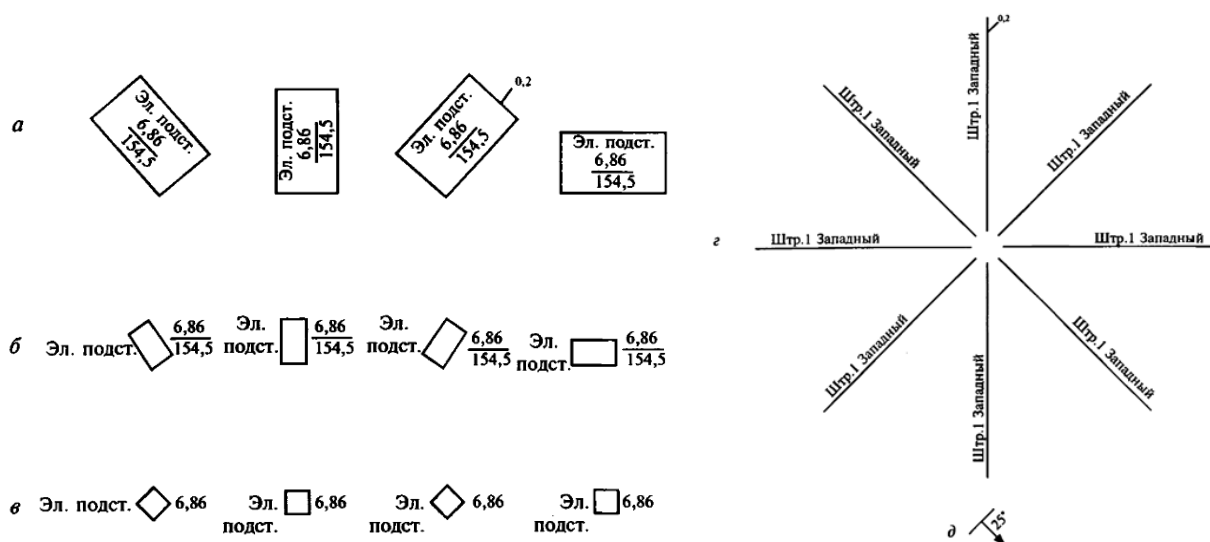 а
Эл. подст.
6,86
154,5
Эл. подст.
6,86
154,5
Эл. подст.
6,86
154,5
0,2
Эл. подст.
6,86
154,5
б
Эл. подст.
6,86
154,5
Эл.
подст.
6,86
154,5
Эл.
подст.
6,86
154,5
Эл.
подст.
6,86
154,5
в
Эл. подст.
6,86
Эл.
подст.
6,86
Эл.
подст.
6,86
Эл.
подст.
6,86
г
0,2
Штр.1 Западный
Штр.1 Западный
Штр.1 Западный
Штр.1 Западный
Штр.1 Западный
Штр.1 Западный
Штр.1 Западный
Штр.1 Западный
д
25°